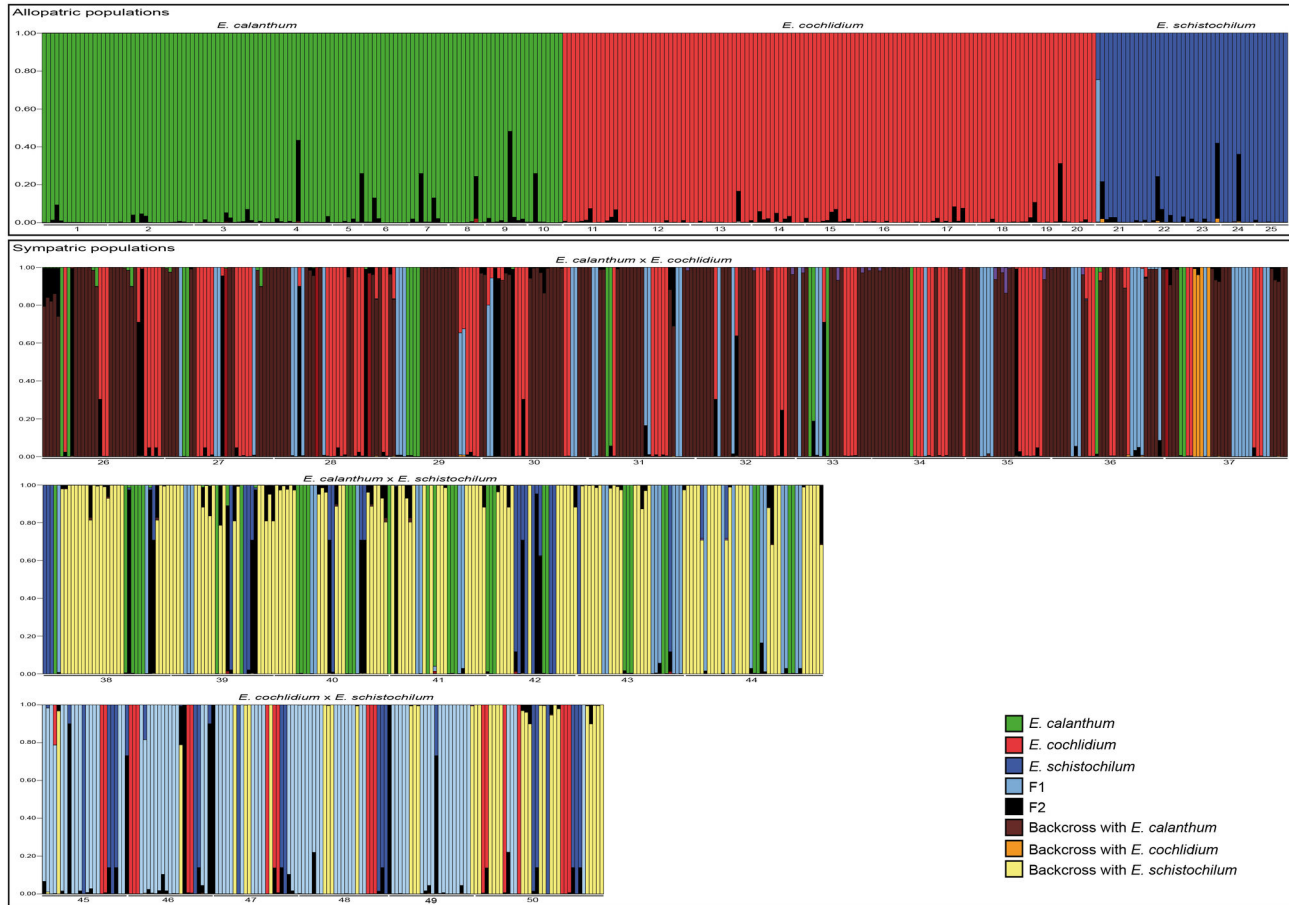 Allopatric populations
E. calanthum E. cochlidium E. schistochilum
1.00
0.80
0.60
0.40
0.20
0.00
1 2 3 4 5 6 7 8 9 10 11 12 13 14 15 16 17 18 19 20 21 22 23 24 25
Sympatric populations
E. calanthum x E. cochlidium
1.00
0.80
0.60
0.40
0.20
0.00
26 27 28 29 30 31 32 33 34 35 36 37
E. calanthum x E. schistochilum
1.00
0.80
0.60
0.40
0.20
0.00
38 39 40 41 42 43 44
E. cochlidium x E. schistochilum
1.00
0.80
0.60
0.40
0.20
0.00
45 46 47 48 49 50
E. calanthum
E. cochlidium
E. schistochilum
F1
F2
Backcross with E. calanthum
Backcross with E. cochlidium
Backcross with E. schistochilum